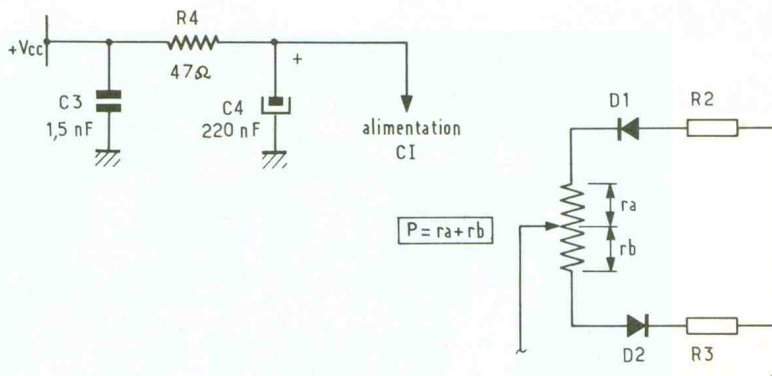 R4
+Vcc
47Ω
+
C3
1,5 nF
C4
220 nF
alimentation
CI
D1
R2
ra
P = ra + rb
rb
D2
R3